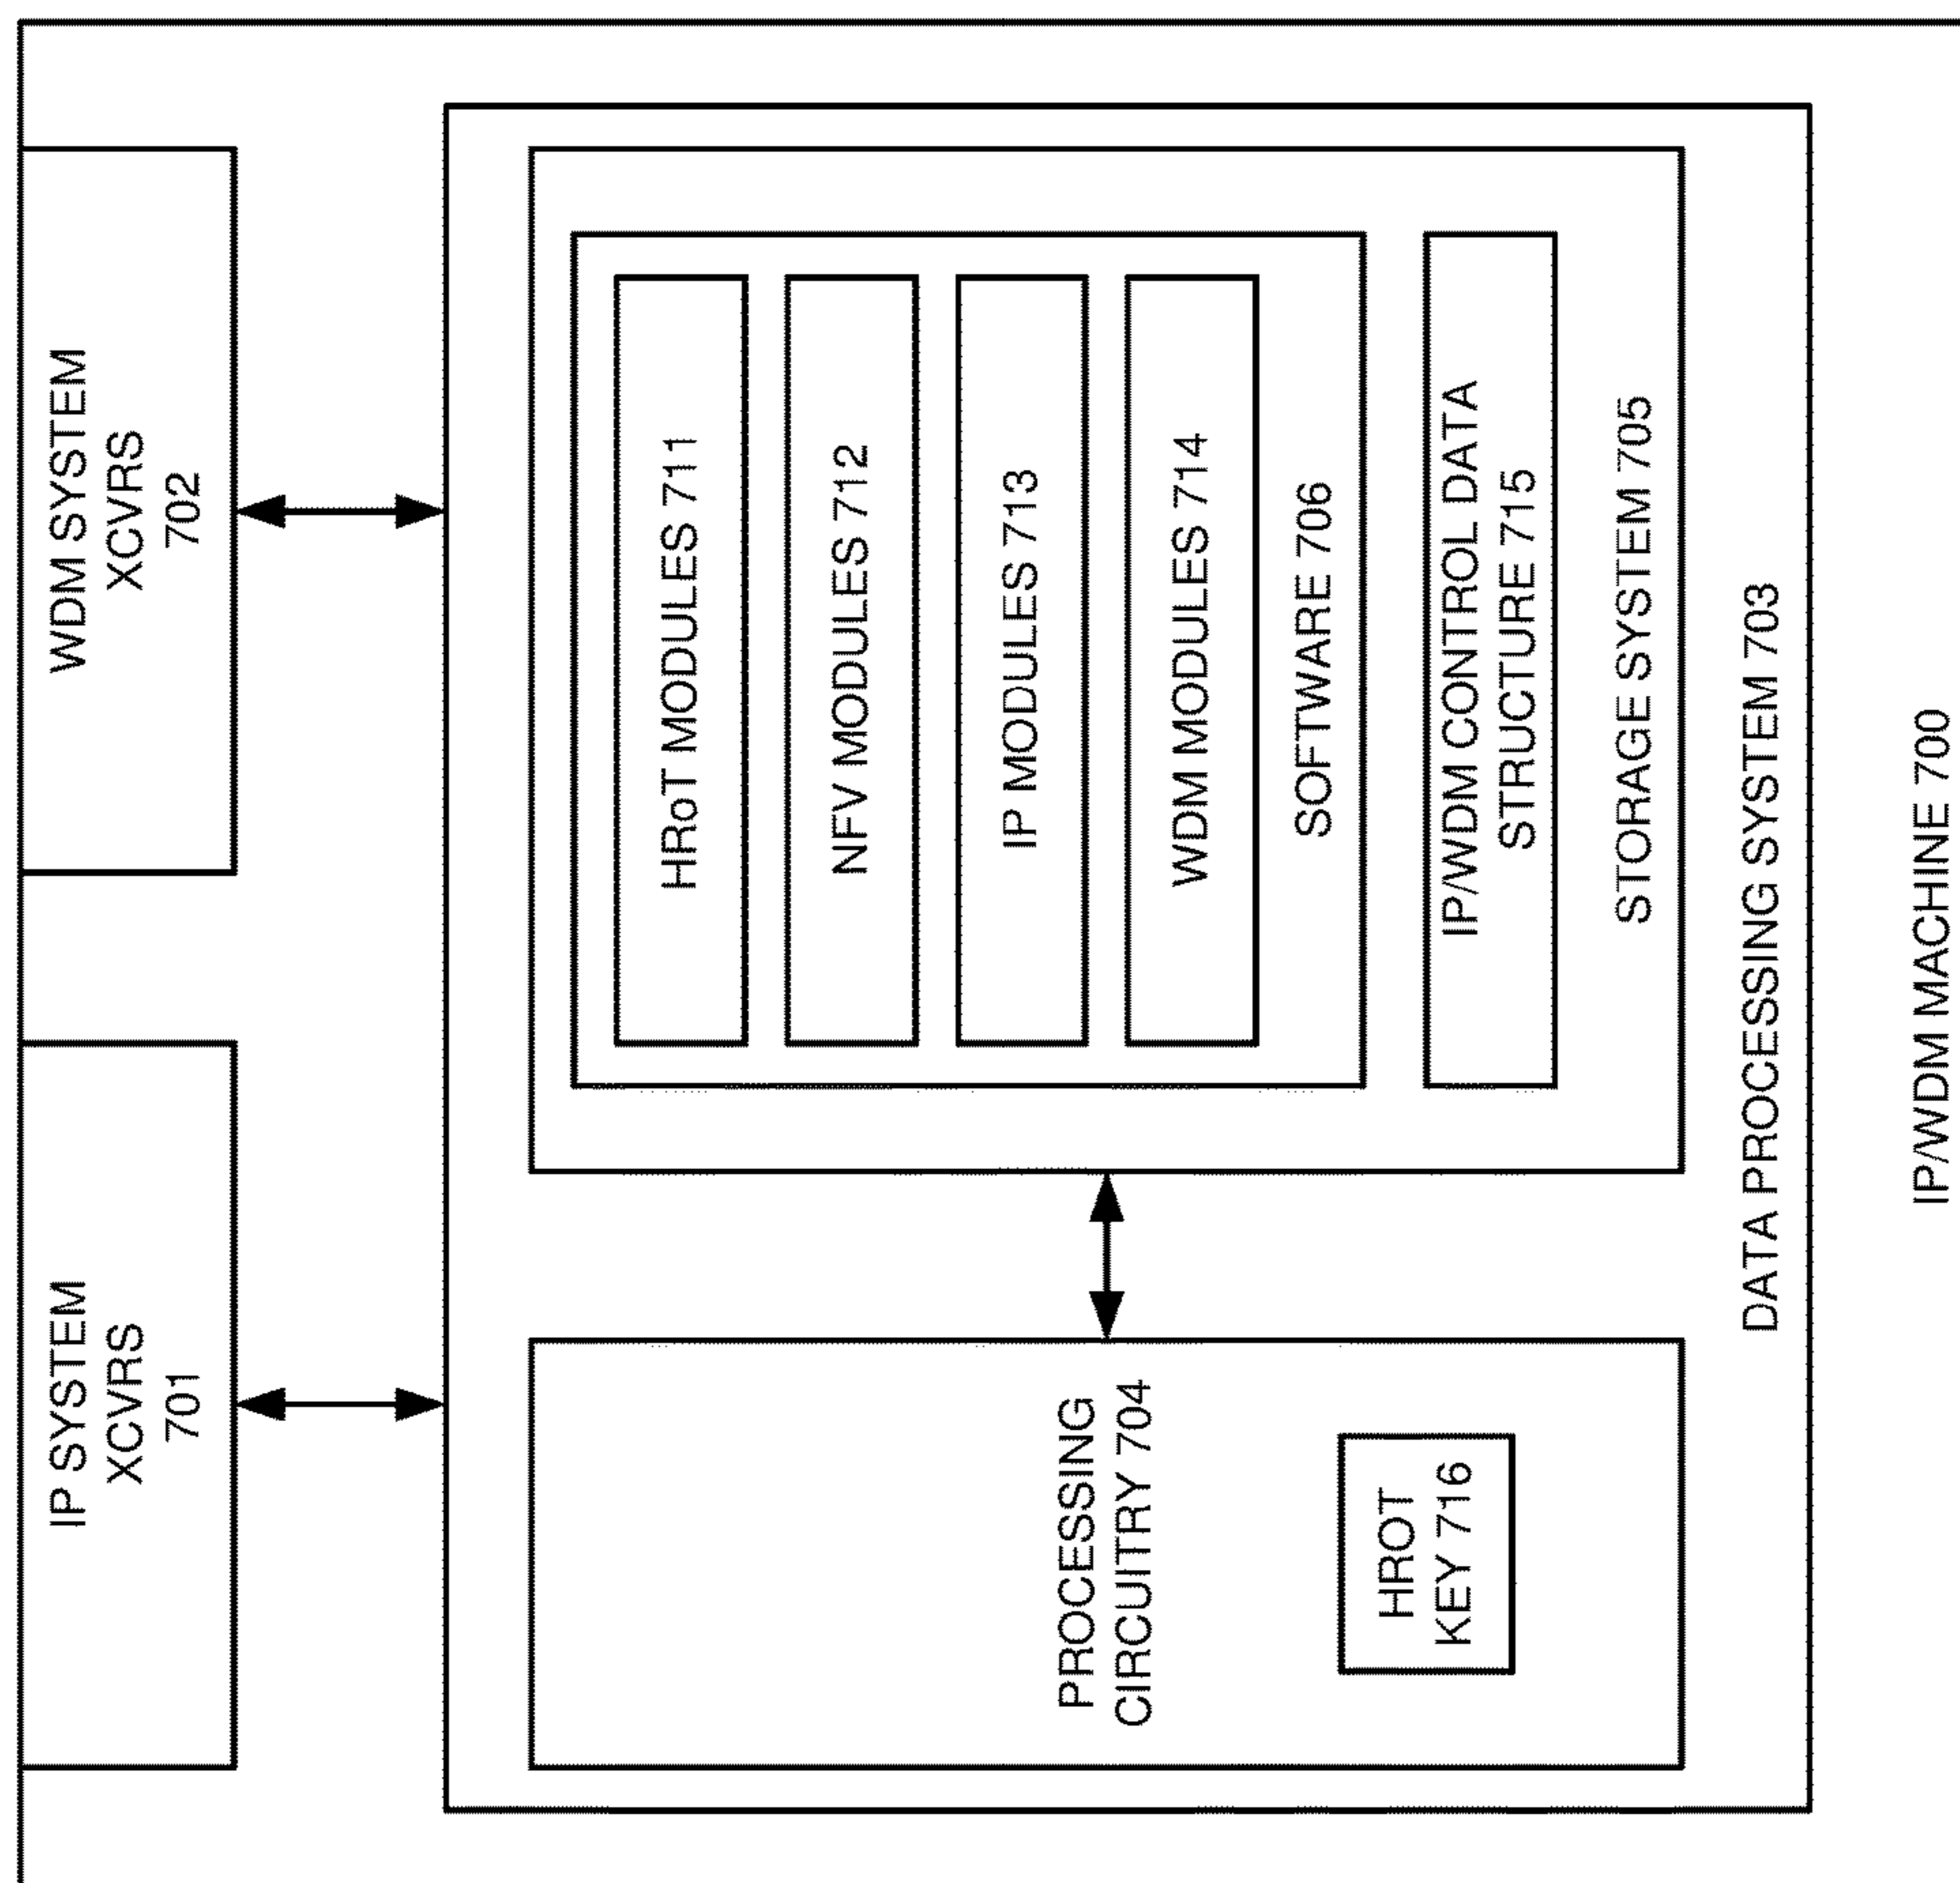 IP SYSTEM
XCVRS
701
WDM SYSTEM
XCVRS
702
PROCESSING
CIRCUITRY 704
HROT
KEY 716
HRoT MODULES 711
NFV MODULES 712
IP MODULES 713
WDM MODULES 714
SOFTWARE 706
IP/WDM CONTROL DATA
STRUCTURE 715
STORAGE SYSTEM 705
DATA PROCESSING SYSTEM 703
IP/WDM MACHINE 700